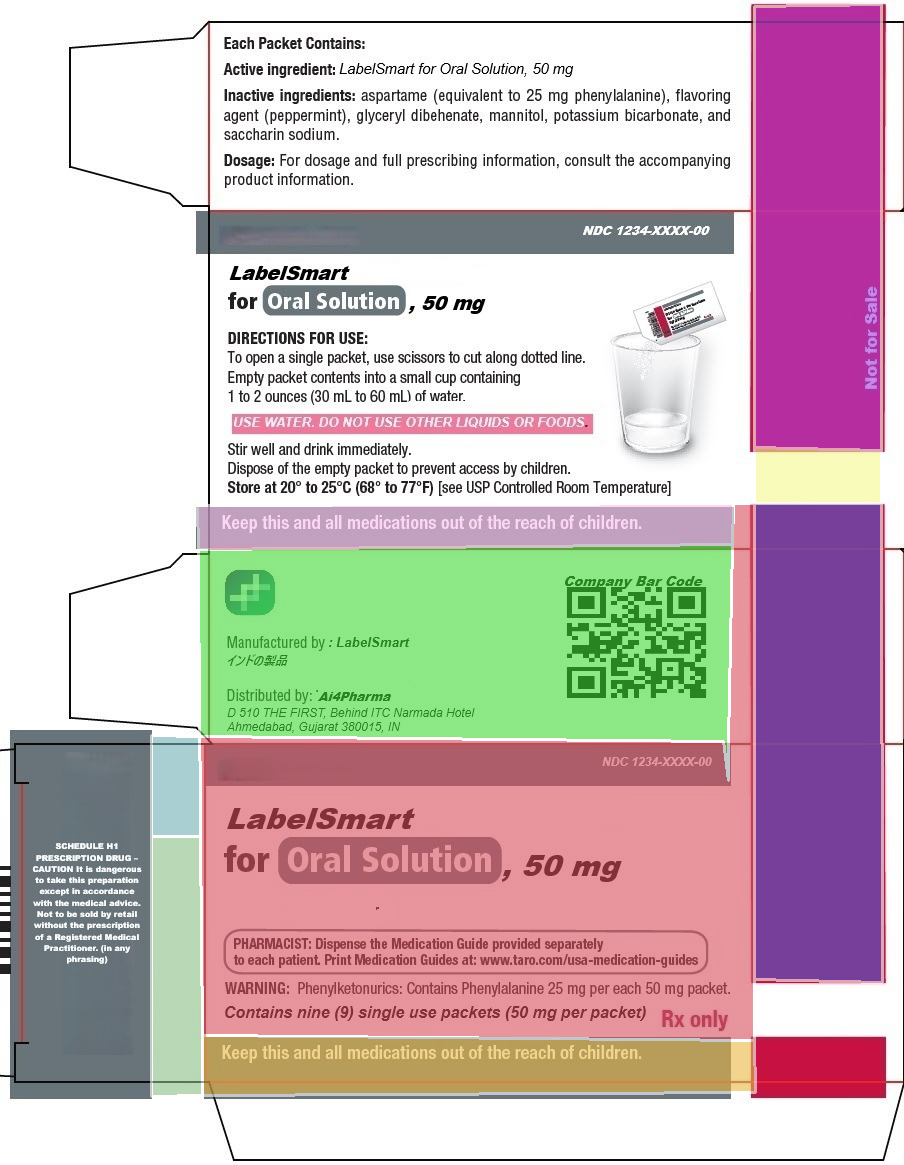 Each Packet Contains:
Active ingredient: LabelSmart for Oral Solution, 50 mg
Inactive ingredients: aspartame (equivalent to 25 mg phenylalanine), flavoring
agent (peppermint), glyceryl dibehenate, mannitol, potassium bicarbonate, and
saccharin sodium.
Dosage: For dosage and full prescribing information, consult the accompanying
product information.
NDC 1234-XXXX-00
LabelSmart
for Oral Solution , 50 mg
DIRECTIONS FOR USE:
To open a single packet, use scissors to cut along dotted line.
Empty packet contents into a small cup containing
1 to 2 ounces (30 mL to 60 mL) of water.
USE WATER. DO NOT USE OTHER LIQUIDS OR FOODS.
Stir well and drink immediately.
Dispose of the empty packet to prevent access by children.
Store at 20° to 25°C (68° to 77°F) [see USP Controlled Room Temperature]
Not for Sale
Keep this and all medications out of the reach of children.
Company Bar Code
Manufactured by : LabelSmart
インドの製品
Distributed by: Ai4Pharma
D 510 THE FIRST, Behind ITC Narmada Hotel
Ahmedabad, Gujarat 380015, IN
NDC 1234-XXXX-00
LabelSmart
for Oral Solution , 50 mg
PHARMACIST: Dispense the Medication Guide provided separately
to each patient. Print Medication Guides at: www.taro.com/usa-medication-guides
WARNING: Phenylketonurics: Contains Phenylalanine 25 mg per each 50 mg packet.
Contains nine (9) single use packets (50 mg per packet)
Rx only
Keep this and all medications out of the reach of children.
SCHEDULE H1
PRESCRIPTION DRUG –
CAUTION It is dangerous
to take this preparation
except in accordance
with the medical advice.
Not to be sold by retail
without the prescription
of a Registered Medical
Practitioner. (in any
phrasing)